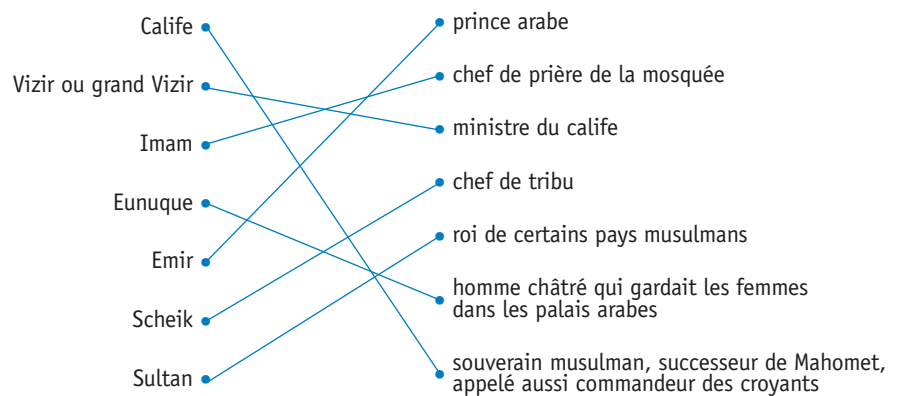 Calife
Vizir ou grand Vizir
Imam
Eunuque
Emir
Scheik
Sultan
prince arabe
chef de prière de la mosquée
ministre du calife
chef de tribu
roi de certains pays musulmans
homme châtré qui gardait les femmes
dans les palais arabes
souverain musulman, successeur de Mahomet,
appelé aussi commandeur des croyants